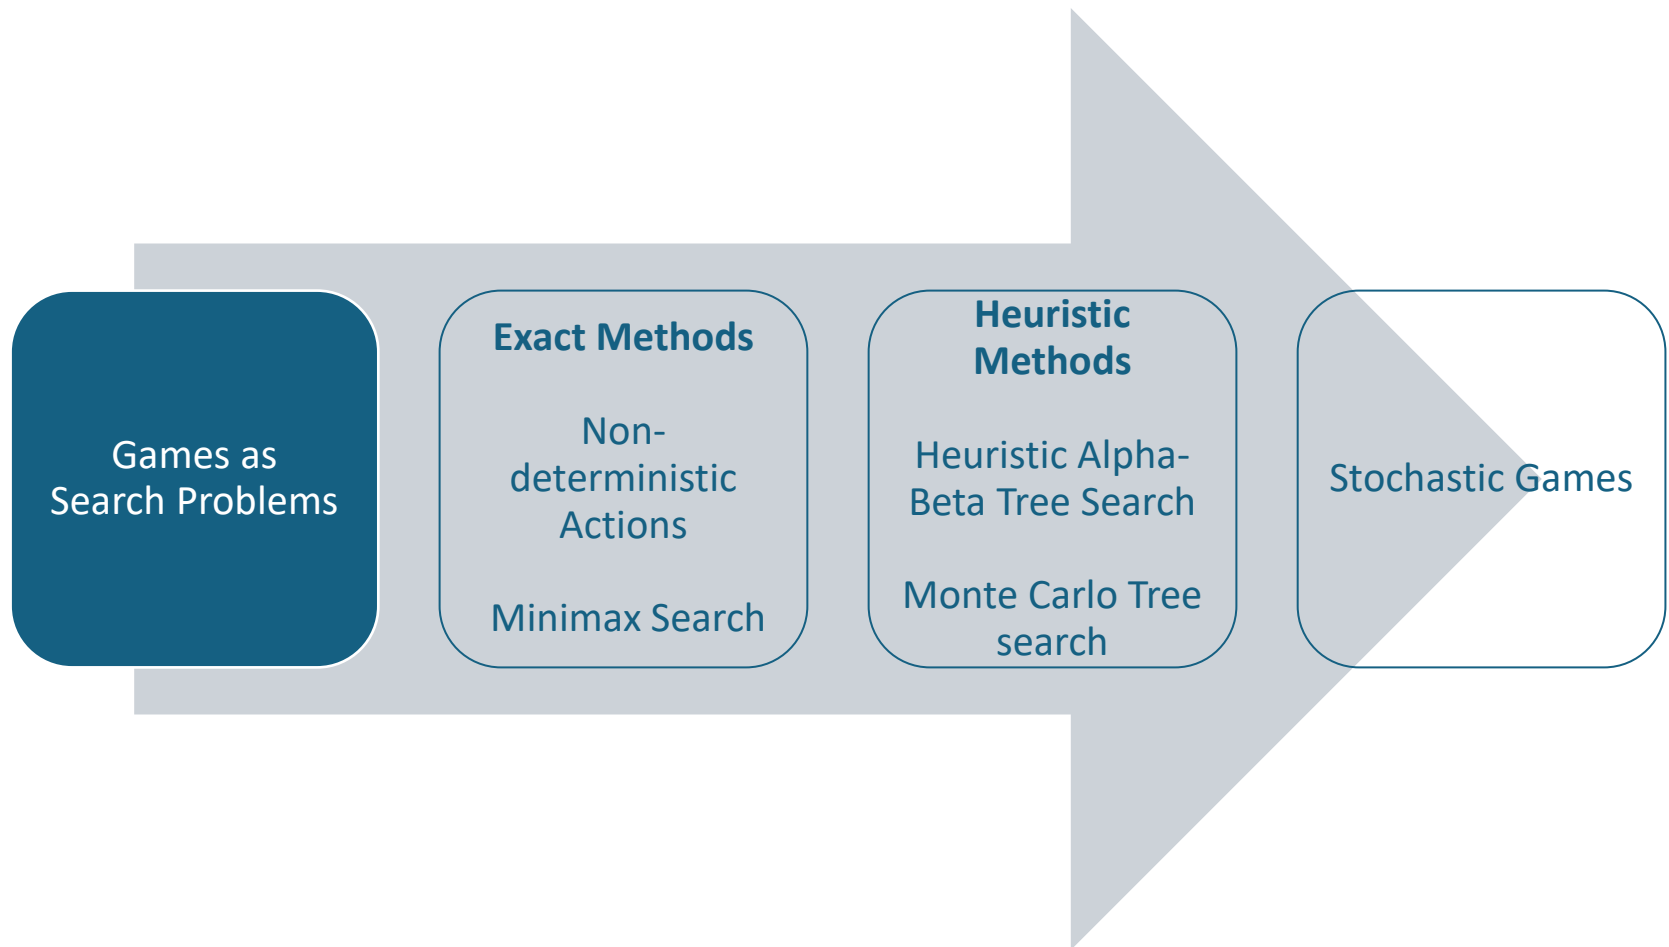 Games as
Search Problems
Exact Methods
Non-
deterministic
Actions
Minimax Search
Heuristic
Methods
Heuristic Alpha-
Beta Tree Search
Monte Carlo Tree
search
Stochastic Games